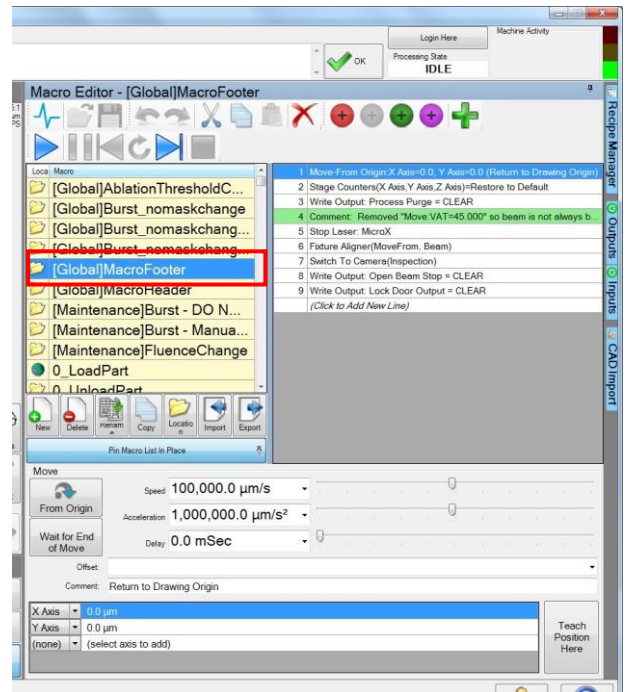 Login Here
Machine Activity
OK
Processing State
IDLE
Macro Editor - [Global]MacroFooter
Loca Macro
[Global]AblationThresholdC...
[Global]Burst_nomaskchange
[Global]Burst_nomaskchang...
[Global]Burst_nomaskchang...
[Global]MacroFooter
[Global]MacroHeader
[Maintenance]Burst - DO N...
[Maintenance]Burst - Manua...
[Maintenance]FluenceChange
0_LoadPart
0_UnloadPart
1 Move-From Origin:X Axis=0.0, Y Axis=0.0 (Return to Drawing Origin)
2 Stage Counters(X Axis,Y Axis,Z Axis)=Restore to Default
3 Write Output: Process Purge = CLEAR
4 Comment: Removed "Move:VAT=45.000" so beam is not always b...
5 Stop Laser: MicroX
6 Fixture Aligner(MoveFrom, Beam)
7 Switch To Camera(Inspection)
8 Write Output: Open Beam Stop = CLEAR
9 Write Output: Lock Door Output = CLEAR
(Click to Add New Line)
Recipe Manager
Outputs
Inputs
CAD Import
New
Delete
Renam
e
Copy
Locatio
n
Import
Export
Pin Macro List In Place
Move
From Origin
Wait for End
of Move
Speed 100,000.0 µm/s
Acceleration 1,000,000.0 µm/s²
Delay 0.0 mSec
Offset:
Comment: Return to Drawing Origin
X Axis 0.0 µm
Y Axis 0.0 µm
(none) (select axis to add)
Teach
Position
Here